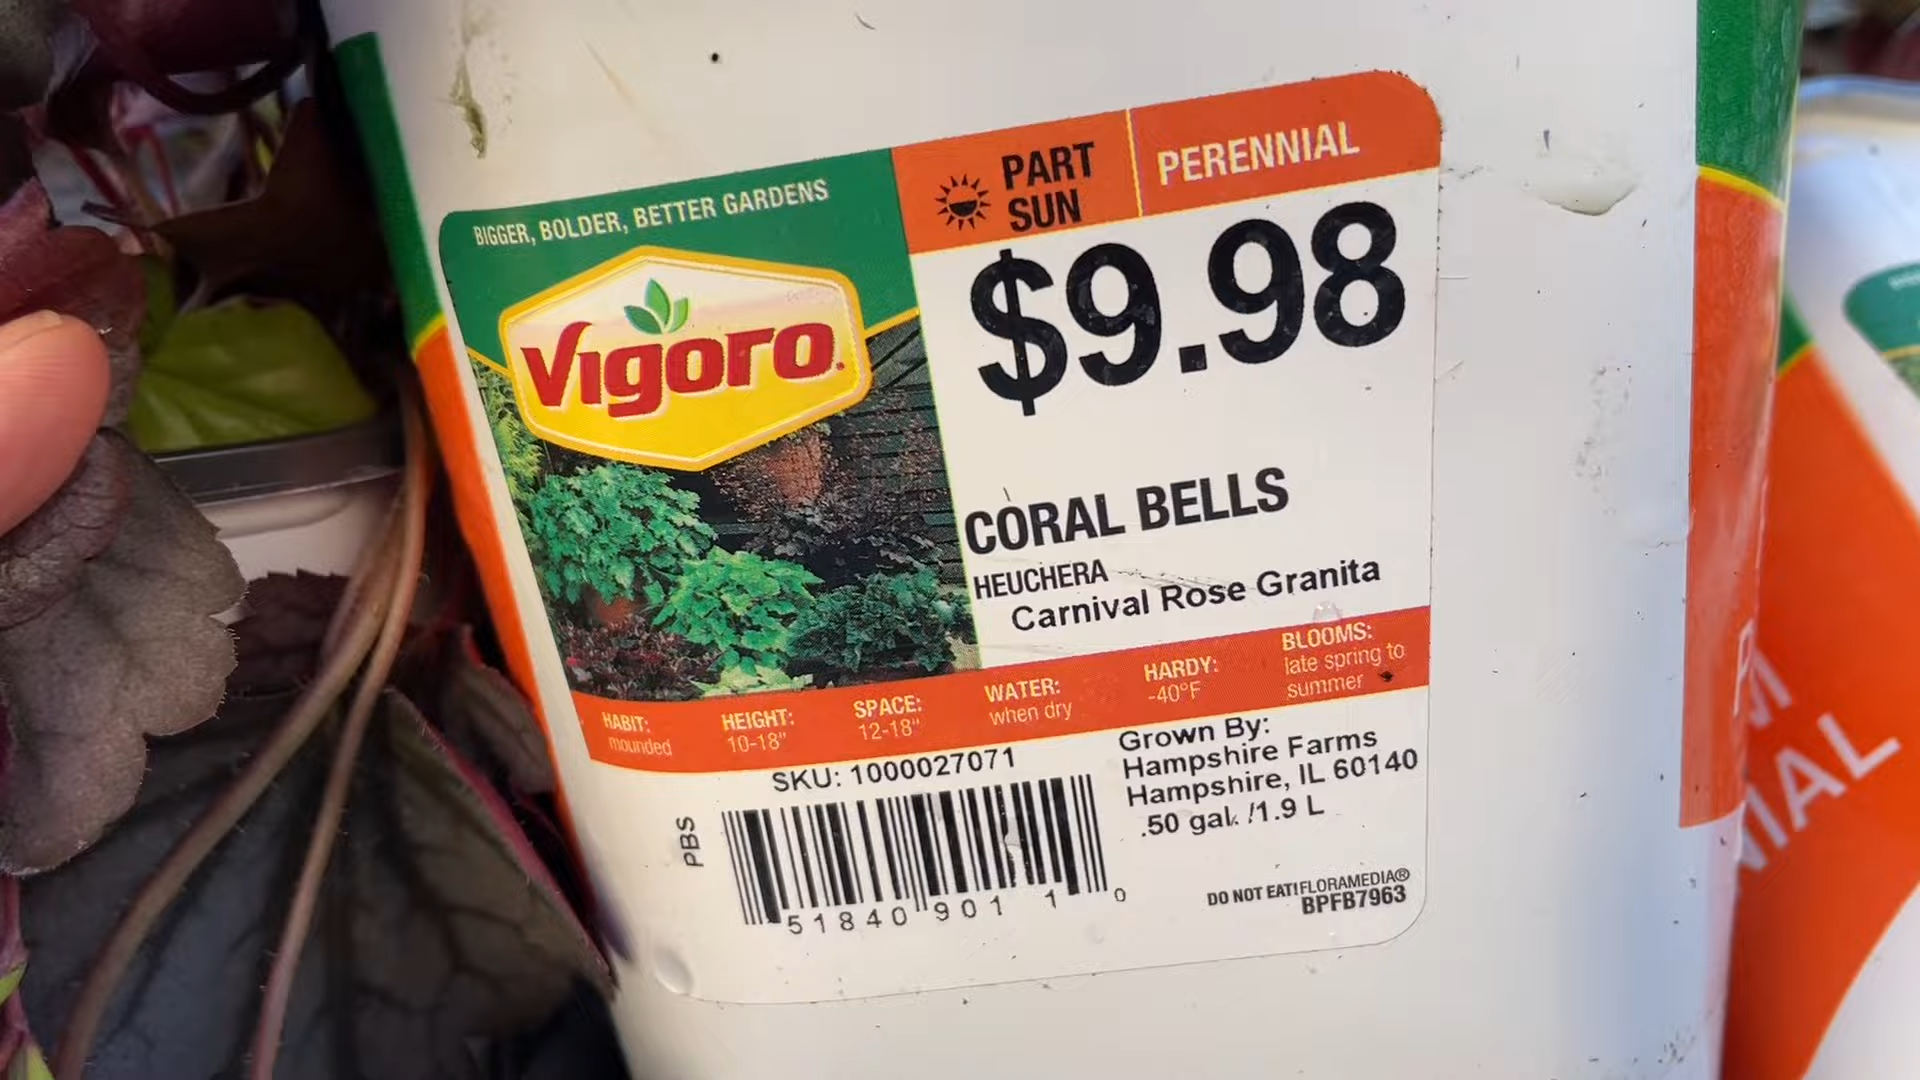 BIGGER, BOLDER, BETTER GARDENS
Vigoro.
PART
SUN
PERENNIAL
$9.98
CORAL BELLS
HEUCHERA
Carnival Rose Granita
HABIT:
mounded
HEIGHT:
10-18"
SPACE:
12-18"
WATER:
when dry
HARDY:
-40°F
BLOOMS:
late spring to
summer
SKU: 1000027071
PBS
51840 901 1 0
Grown By:
Hampshire Farms
Hampshire, IL 60140
.50 gal. /1.9 L
DO NOT EAT! FLORAMEDIA®
BPFB7963